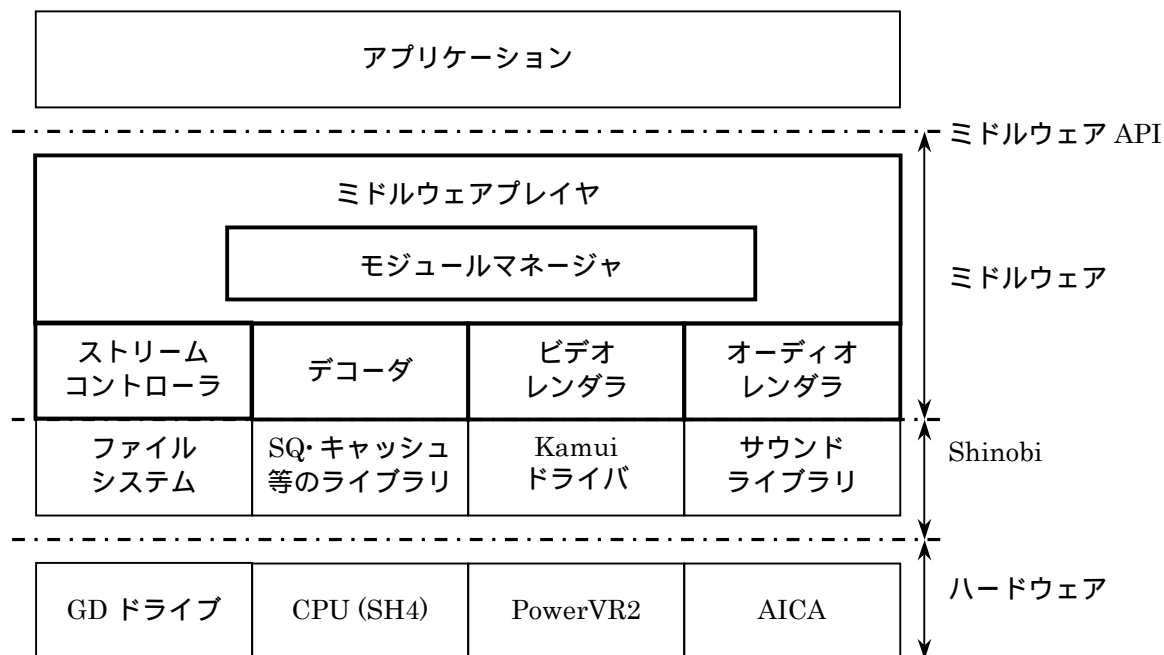 アプリケーション
ミドルウェア API
ミドルウェアプレイヤ
モジュールマネージャ
ミドルウェア
ストリーム
コントローラ
デコーダ
ビデオ
レンダラ
オーディオ
レンダラ
ファイル
システム
SQ・キャッシュ
等のライブラリ
Kamui
ドライバ
サウンド
ライブラリ
Shinobi
GD ドライブ
CPU (SH4)
PowerVR2
AICA
ハードウェア